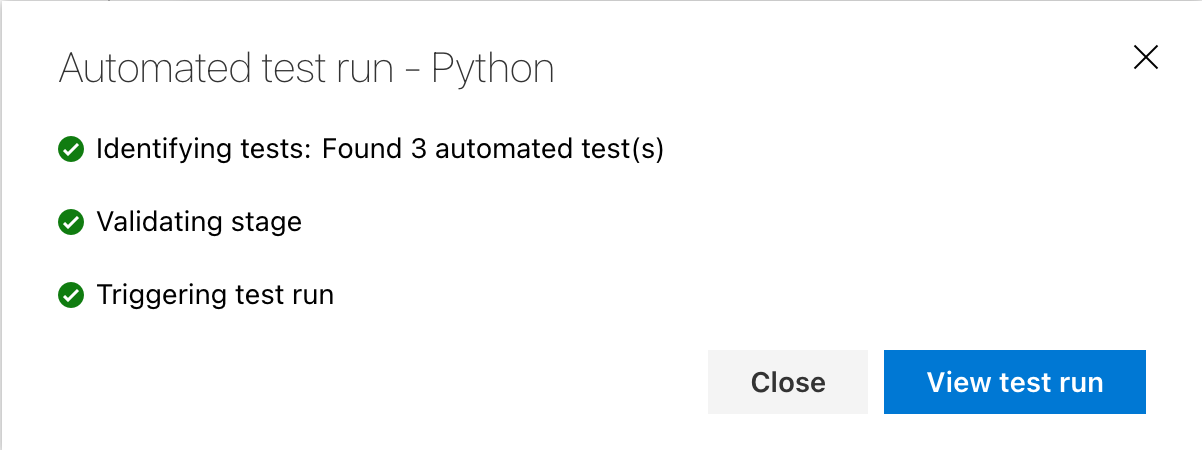 Automated test run - Python
Identifying tests: Found 3 automated test(s)
Validating stage
Triggering test run
Close
View test run